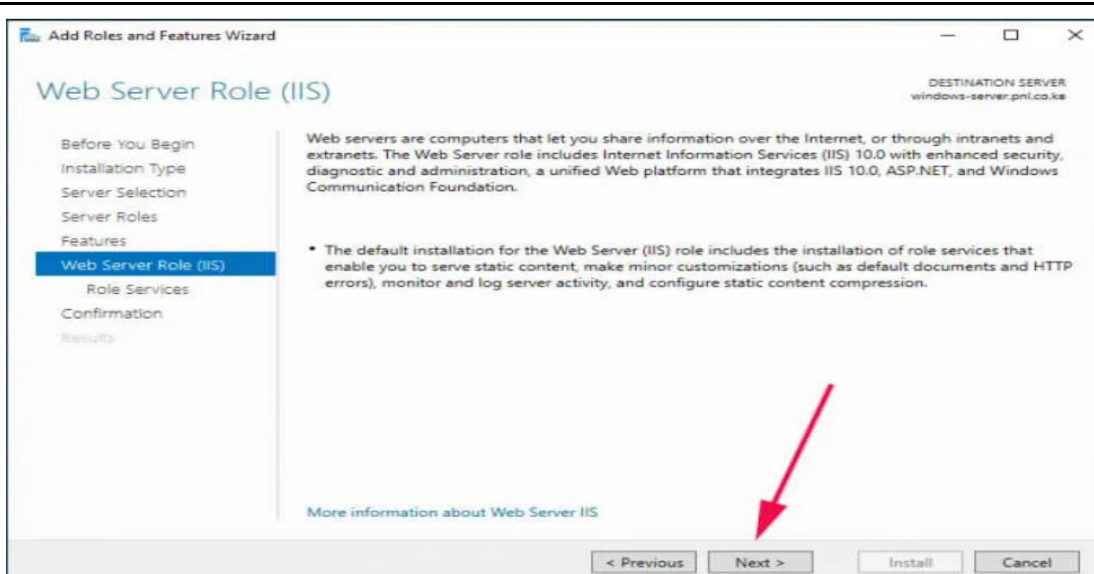 Add Roles and Features Wizard
Web Server Role (IIS)
DESTINATION SERVER
windows-server.pnl.co.ke
Before You Begin
Installation Type
Server Selection
Server Roles
Features
Web Server Role (IIS)
Role Services
Confirmation
Results
Web servers are computers that let you share information over the Internet, or through intranets and
extranets. The Web Server role includes Internet Information Services (IIS) 10.0 with enhanced security,
diagnostic and administration, a unified Web platform that integrates IIS 10.0, ASP.NET, and Windows
Communication Foundation.
• The default installation for the Web Server (IIS) role includes the installation of role services that
enable you to serve static content, make minor customizations (such as default documents and HTTP
errors), monitor and log server activity, and configure static content compression.
More information about Web Server IIS
< Previous
Next >
Install
Cancel